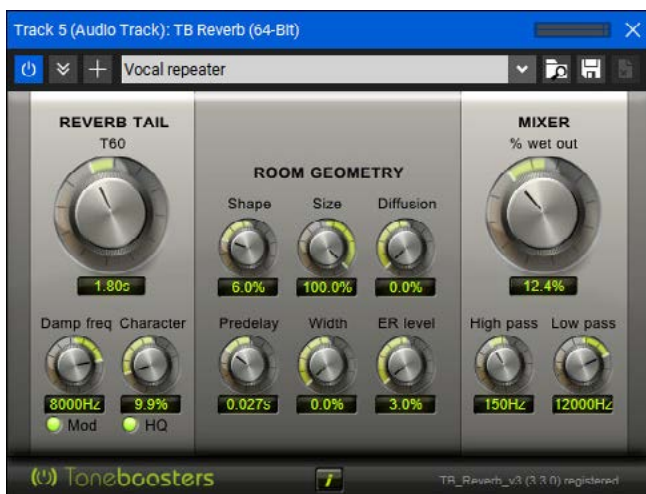 Track 5 (Audio Track): TB Reverb (64-Bit)
Vocal repeater
REVERB TAIL
T60
1.80s
Damp freq Character
8000Hz 9.9%
Mod HQ
ROOM GEOMETRY
Shape Size Diffusion
6.0% 100.0% 0.0%
Predelay Width ER level
0.027s 0.0% 3.0%
MIXER
% wet out
12.4%
High pass Low pass
150Hz 12000Hz
Toneboosters
i
TB_Reverb_v3 (3.3.0) registered